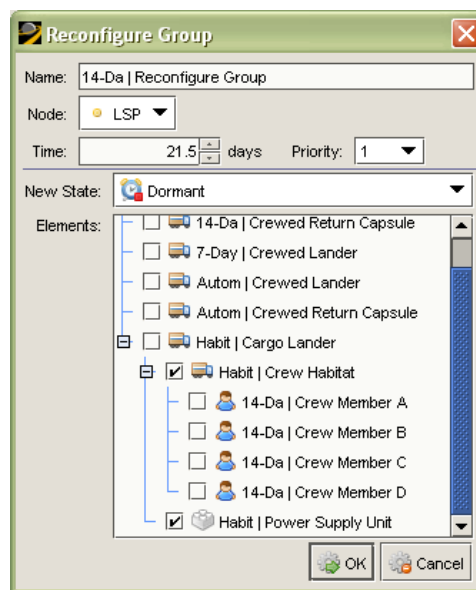 Reconfigure Group
Name: 14-Da | Reconfigure Group
Node: LSP
Time: 21.5 days Priority: 1
New State: Dormant
Elements: 14-Da | Crewed Return Capsule
7-Day | Crewed Lander
Autom | Crewed Lander
Autom | Crewed Return Capsule
Habit | Cargo Lander
Habit | Crew Habitat
14-Da | Crew Member A
14-Da | Crew Member B
14-Da | Crew Member C
14-Da | Crew Member D
Habit | Power Supply Unit
OK Cancel